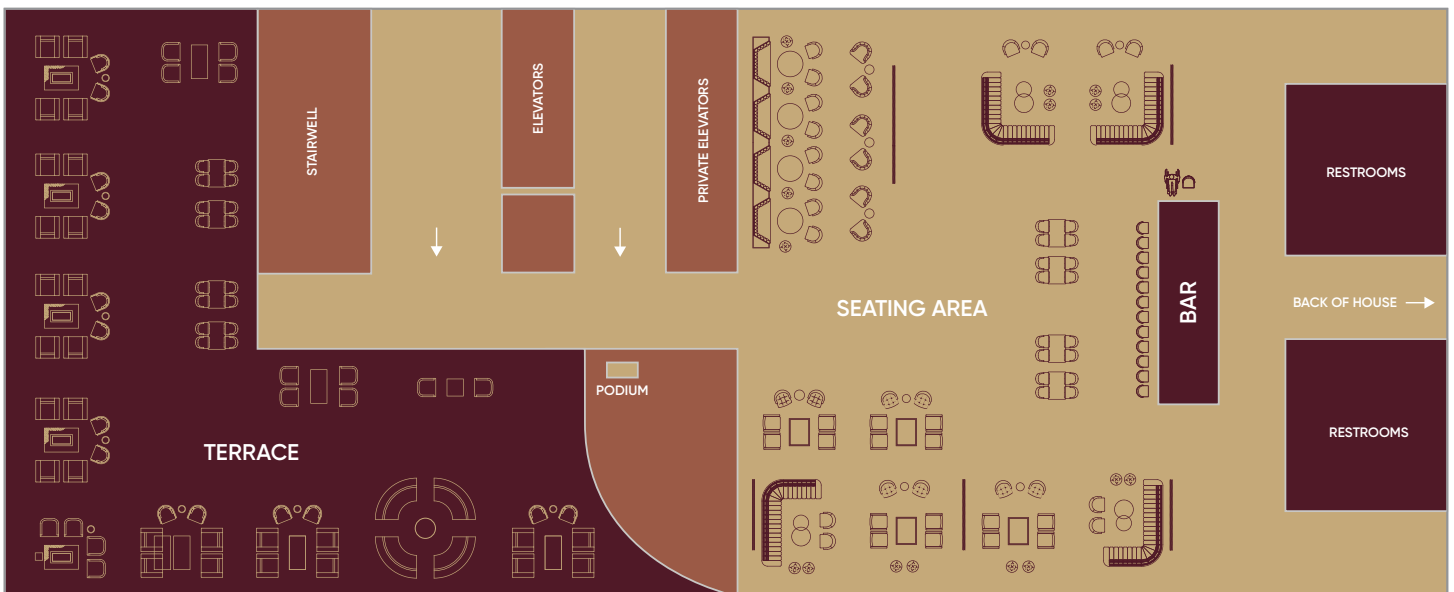 STAIRWELL
ELEVATORS
PRIVATE ELEVATORS
RESTROOMS
SEATING AREA
BAR
BACK OF HOUSE
PODIUM
TERRACE
RESTROOMS